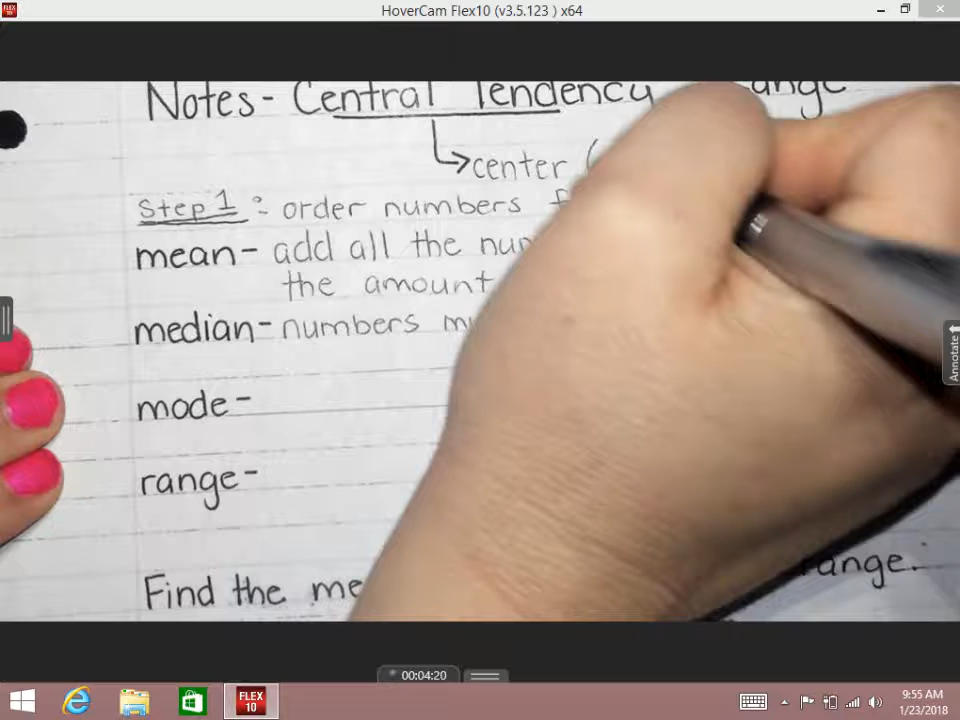 HoverCam Flex10 (v3.5.123 ) x64
Notes- Central Tendency
center (
Step 1: order numbers
mean- add all the
the amount
median- numbers
mode-
range-
Find the
range.
Annotate
00:04:20
FLEX
10
9:55 AM
1/23/2018